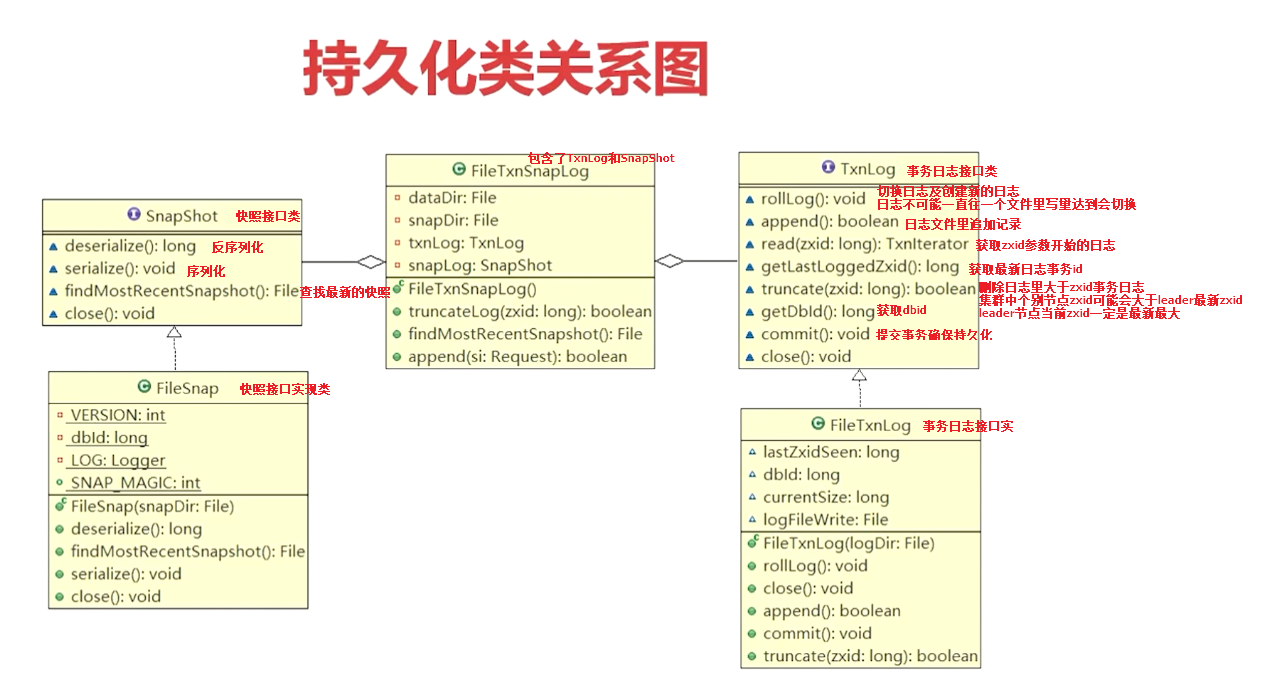 持久化类关系图
SnapShot 快照接口类
deserialize(): long 反序列化
serialize(): void 序列化
findMostRecentSnapshot(): File 查找最新的快照
close(): void
FileSnap 快照接口实现类
VERSION: int
dbId: long
LOG: Logger
SNAP_MAGIC: int
FileSnap(snapDir: File)
deserialize(): long
findMostRecentSnapshot(): File
serialize(): void
close(): void
包含了TxnLog和SnapShot
FileTxnSnapLog
dataDir: File
snapDir: File
txnLog: TxnLog
snapLog: SnapShot
FileTxnSnapLog()
truncateLog(zxid: long): boolean
findMostRecentSnapshot(): File
append(si: Request): boolean
TxnLog 事务日志接口类
切换日志及创建新的日志
rollLog(): void
日志不可能一直往一个文件里写里达到会切换
append(): boolean 日志文件里追加记录
read(zxid: long): TxnIterator 获取zxid参数开始的日志
getLastLoggedZxid(): long 获取最新日志事务id
truncate(zxid: long): boolean 删除日志里大于zxid事务日志
集群中个别节点zxid可能会大于leader最新zxid
getDbId(): long 获取dbid
leader节点当前zxid一定是最新最大
commit(): void 提交事务确保持久化
close(): void
FileTxnLog 事务日志接口实
lastZxidSeen: long
dbId: long
currentSize: long
logFileWrite: File
FileTxnLog(logDir: File)
rollLog(): void
close(): void
append(): boolean
commit(): void
truncate(zxid: long): boolean